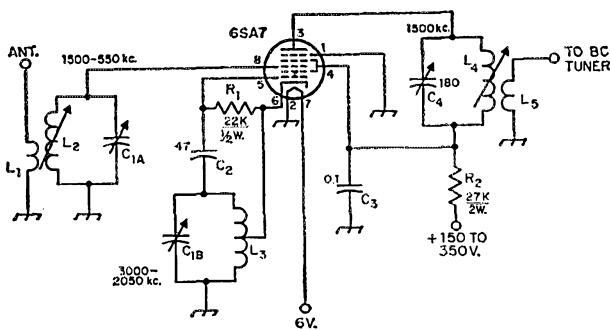 6SA7
ANT.
1500-550 kc.
3
8
5
1
4
6
2
7
1500 kc.
L4
TO BC
TUNER
180
C4
L5
R1
22K
1/2W.
L1
L2
C1A
47
C2
0.1
C3
R2
27K
2W.
C1B
L3
3000-
2050 kc.
+150 TO
350V.
6V.